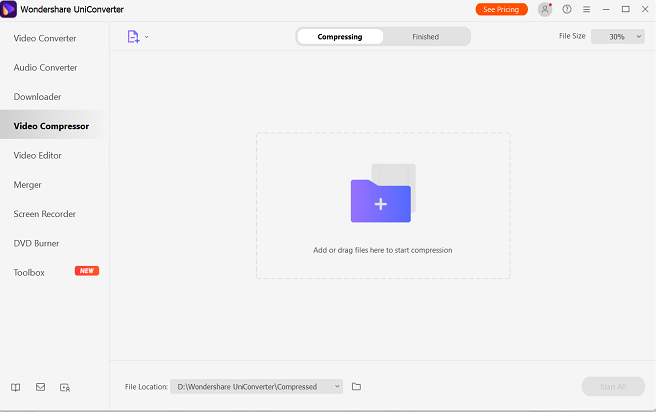 Wondershare UniConverter
See Pricing
Video Converter
Audio Converter
Downloader
Video Compressor
Video Editor
Merger
Screen Recorder
DVD Burner
Toolbox
NEW
Compressing
Finished
File Size
30%
Add or drag files here to start compression
File Location:
D:\Wondershare UniConverter\Compressed
Start All